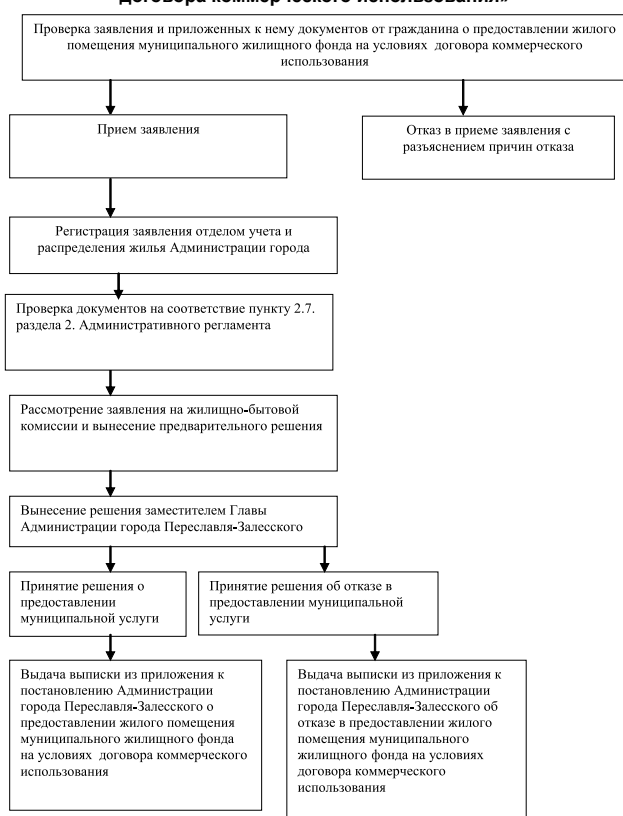 договора коммерческого использования»
Проверка заявления и приложенных к нему документов от гражданина о предоставлении жилого
помещения муниципального жилищного фонда на условиях договора коммерческого
использования
Прием заявления
Отказ в приеме заявления с
разъяснением причин отказа
Регистрация заявления отделом учета и
распределения жилья Администрации города
Проверка документов на соответствие пункту 2.7.
раздела 2. Административного регламента
Рассмотрение заявления на жилищно-бытовой
комиссии и вынесение предварительного решения
Вынесение решения заместителем Главы
Администрации города Переславля-Залесского
Принятие решения о
предоставлении
муниципальной услуги
Принятие решения об отказе в
предоставлении муниципальной
услуги
Выдача выписки из приложения к
постановлению Администрации
города Переславля-Залесского о
предоставлении жилого помещения
муниципального жилищного фонда
на условиях договора коммерческого
использования
Выдача выписки из приложения к
постановлению Администрации
города Переславля-Залесского об
отказе в предоставлении жилого
помещения муниципального
жилищного фонда на условиях
договора коммерческого
использования